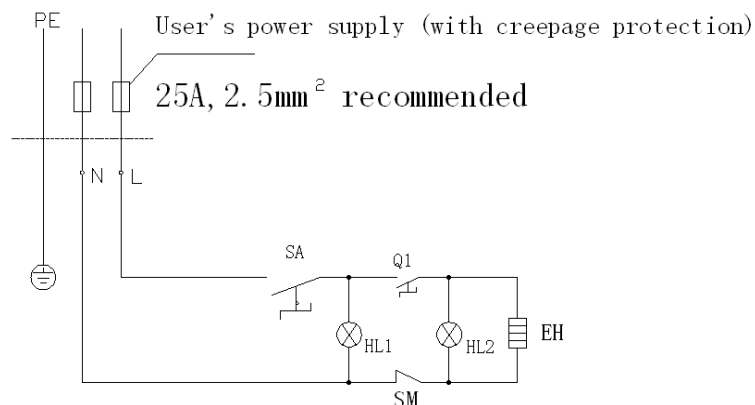 PE
User's power supply (with creepage protection)
25A, 2.5mm² recommended
N
L
SA
Q1
HL1
HL2
EH
SM